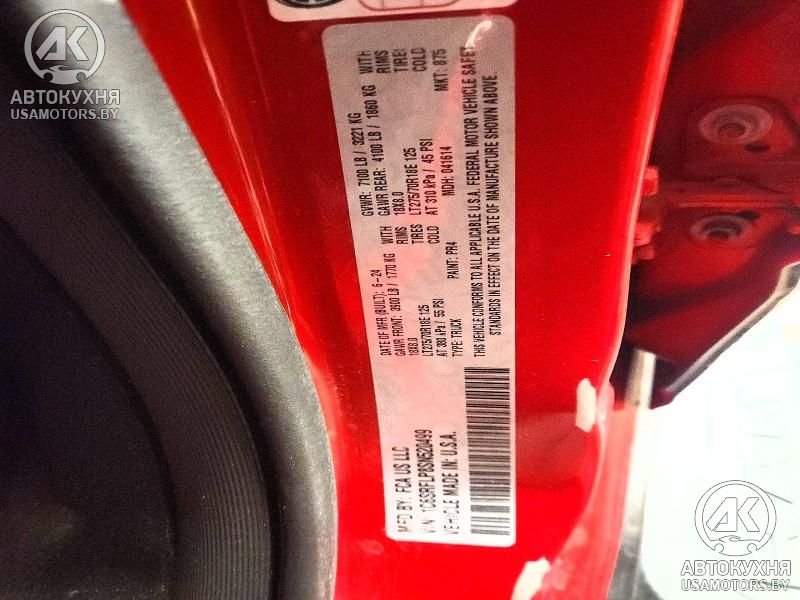 АВТОКУХНЯ
USAMOTORS.BY
MFD BY: FCA US LLC
DATE OF MFR (BUILT): 6-24
GVWR: 7100 LB / 3221 KG
GAWR FRONT: 3900 LB / 1770 KG WITH
GAWR REAR: 4100 LB / 1860 KG WITH
18X8.0 RIMS
18X8.0 RIMS
LT275/70R18E 125 TIRES
LT275/70R18E 125
AT 380 kPa / 55 PSI COLD
AT 310 kPa / 45 PSI COLD
TYPE: TRUCK
PAINT: PR4
MDH: 041614
MKT: 875
VEHICLE MADE IN: U.S.A.
THIS VEHICLE CONFORMS TO ALL APPLICABLE U.S.A. FEDERAL MOTOR VEHICLE
STANDARDS IN EFFECT ON THE DATE OF MANUFACTURE SHOWN ABOVE.
АВТОКУХНЯ
USAMOTORS.BY